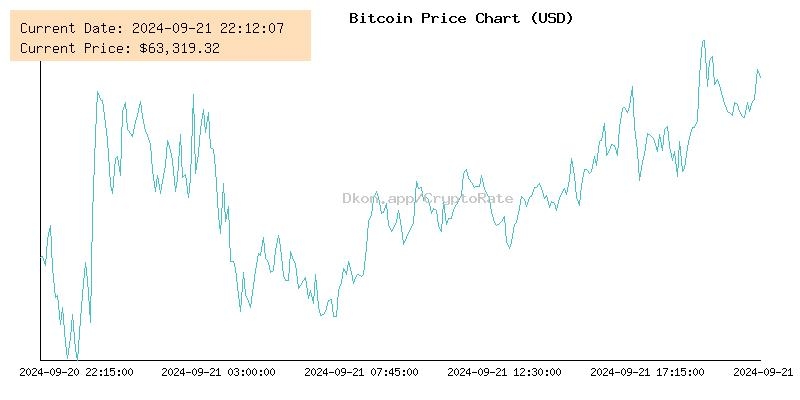 Bitcoin Price Chart (USD)
Current Date: 2024-09-21 22:12:07
Current Price: $63,319.32
Dkon.app/CryptoRate
2024-09-20 22:15:00 2024-09-21 03:00:00 2024-09-21 07:45:00 2024-09-21 12:30:00 2024-09-21 17:15:00 2024-09-21